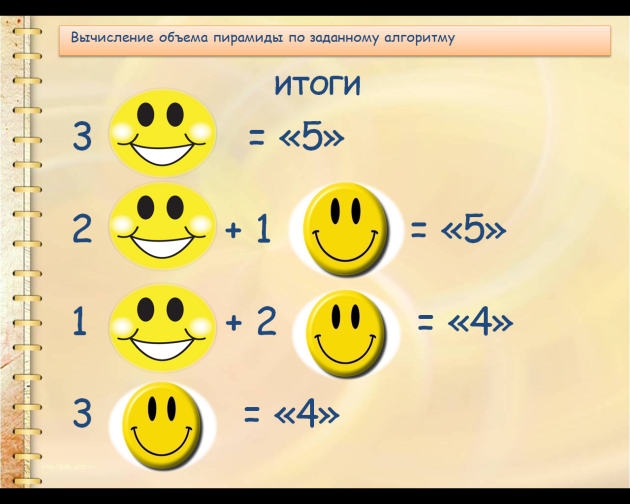 Вычисление объема пирамиды по заданному алгоритму
итоги
3 = «5»
2 + 1 = «5»
1 + 2 = «4»
3 = «4»